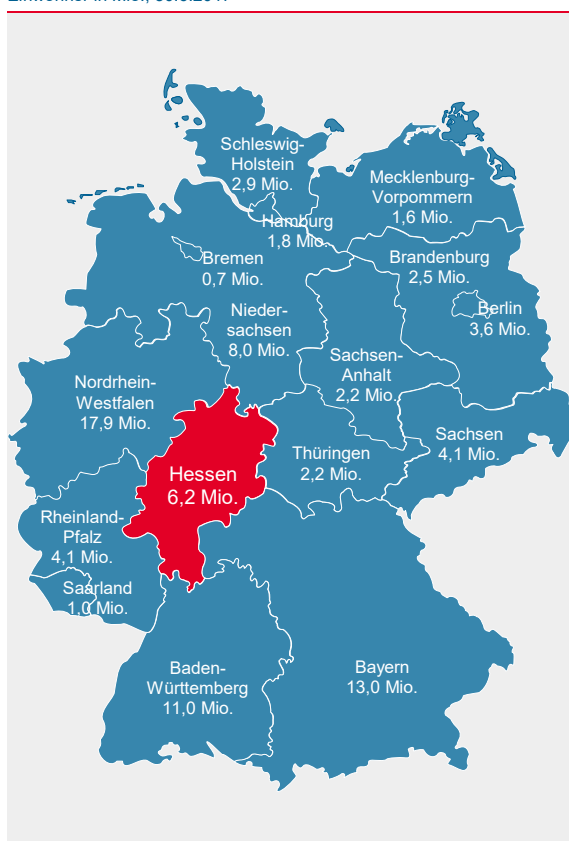 Schleswig-
Holstein
2,9 Mio.
Mecklenburg-
Vorpommern
1,6 Mio.
Hamburg
1,8 Mio.
Bremen
0,7 Mio.
Brandenburg
2,5 Mio.
Berlin
3,6 Mio.
Nieder-
sachsen
8,0 Mio.
Sachsen-
Anhalt
2,2 Mio.
Nordrhein-
Westfalen
17,9 Mio.
Sachsen
4,1 Mio.
Thüringen
2,2 Mio.
Hessen
6,2 Mio.
Rheinland-
Pfalz
4,1 Mio.
Saarland
1,0 Mio.
Baden-
Württemberg
11,0 Mio.
Bayern
13,0 Mio.